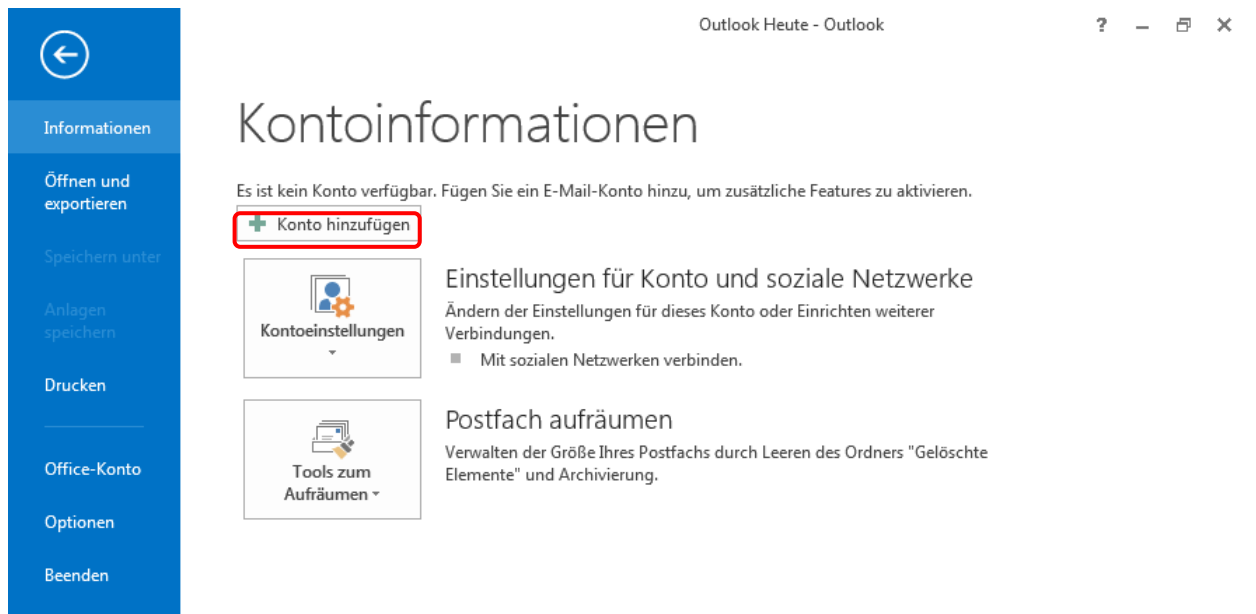 Outlook Heute - Outlook
?
Informationen
Öffnen und
exportieren
Speichern unter
Anlagen
speichern
Drucken
Office-Konto
Optionen
Beenden
Kontoinformationen
Es ist kein Konto verfügbar. Fügen Sie ein E-Mail-Konto hinzu, um zusätzliche Features zu aktivieren.
Konto hinzufügen
Kontoeinstellungen
Einstellungen für Konto und soziale Netzwerke
Ändern der Einstellungen für dieses Konto oder Einrichten weiterer
Verbindungen.
Mit sozialen Netzwerken verbinden.
Tools zum
Aufräumen
Postfach aufräumen
Verwalten der Größe Ihres Postfachs durch Leeren des Ordners "Gelöschte
Elemente" und Archivierung.